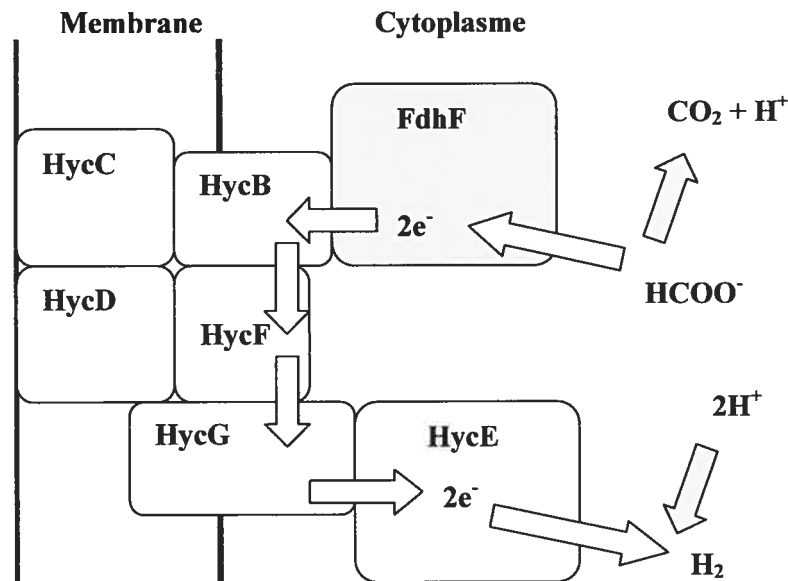 Membrane
Cytoplasme
FdhF
CO₂ + H⁺
HycC
HycB
2e⁻
HCOO⁻
HycD
HycF
2H⁺
HycG
HycE
2e⁻
H₂